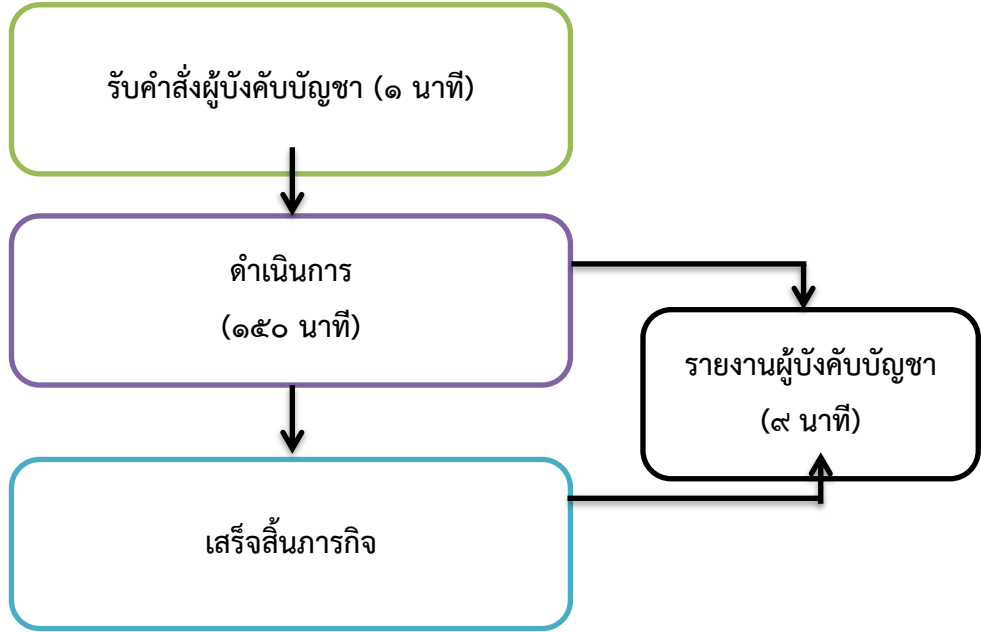 รับคำสั่งผู้บังคับบัญชา (๑ นาที)
ดำเนินการ
(๑๕๐ นาที)
รายงานผู้บังคับบัญชา
(๙ นาที)
เสร็จสิ้นภารกิจ